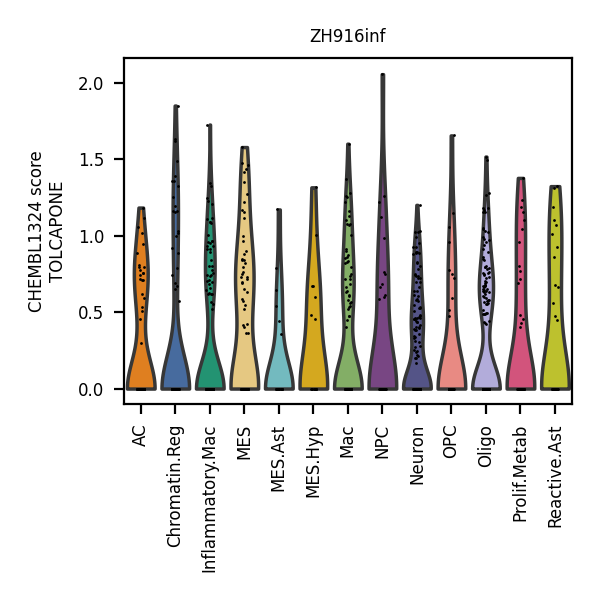 ZH916inf
CHEMBL1324 score
TOLCAPONE
2.0
1.5
1.0
0.5
0.0
AC
Chromatin.Reg
Inflammatory.Mac
MES
MES.Ast
MES.Hyp
Mac
NPC
Neuron
OPC
Oligo
Prolif.Metab
Reactive.Ast